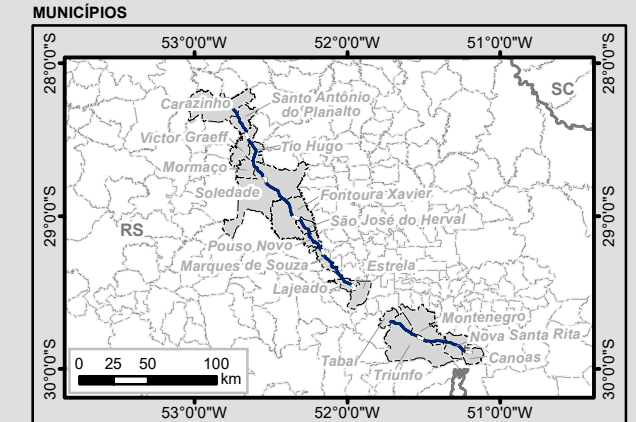 MUNICÍPIOS
53°0'0"W 52°0'0"W 51°0'0"W
28°0'0"S 28°0'0"S
SC
Carazinho Santo Antônio
do Planalto
Victor Graeff Tio Hugo
Mormaço
Soledade Fontoura Xavier
29°0'0"S São José do Herval 29°0'0"S
RS
Pouso Novo
Marques de Souza Estrela
Lajeado
Montenegro
Nova Santa Rita
Tabaí Canoas
Triunfo
0 25 50 100
km
30°0'0"S 30°0'0"S
53°0'0"W 52°0'0"W 51°0'0"W